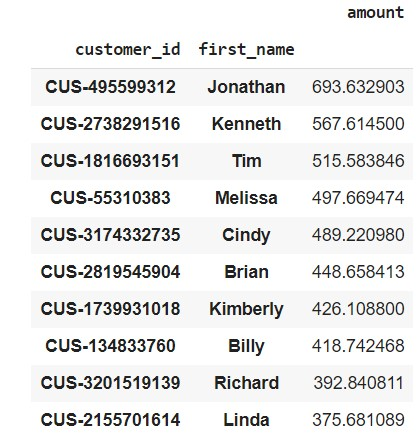 amount
customer_id first_name
CUS-495599312 Jonathan 693.632903
CUS-2738291516 Kenneth 567.614500
CUS-1816693151 Tim 515.583846
CUS-55310383 Melissa 497.669474
CUS-3174332735 Cindy 489.220980
CUS-2819545904 Brian 448.658413
CUS-1739931018 Kimberly 426.108800
CUS-134833760 Billy 418.742468
CUS-3201519139 Richard 392.840811
CUS-2155701614 Linda 375.681089